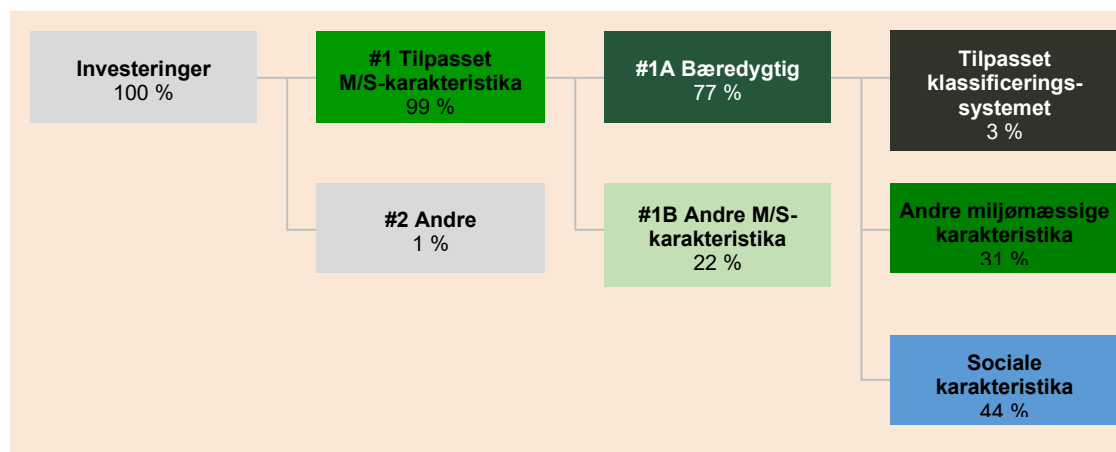 Investeringer
100 %
#1 Tilpasset
M/S-karakteristika
99 %
#2 Andre
1 %
#1A Bæredygtig
77 %
#1B Andre M/S-
karakteristika
22 %
Tilpasset
klassificerings-
systemet
3 %
Andre miljømæssige
karakteristika
31 %
Sociale
karakteristika
44 %